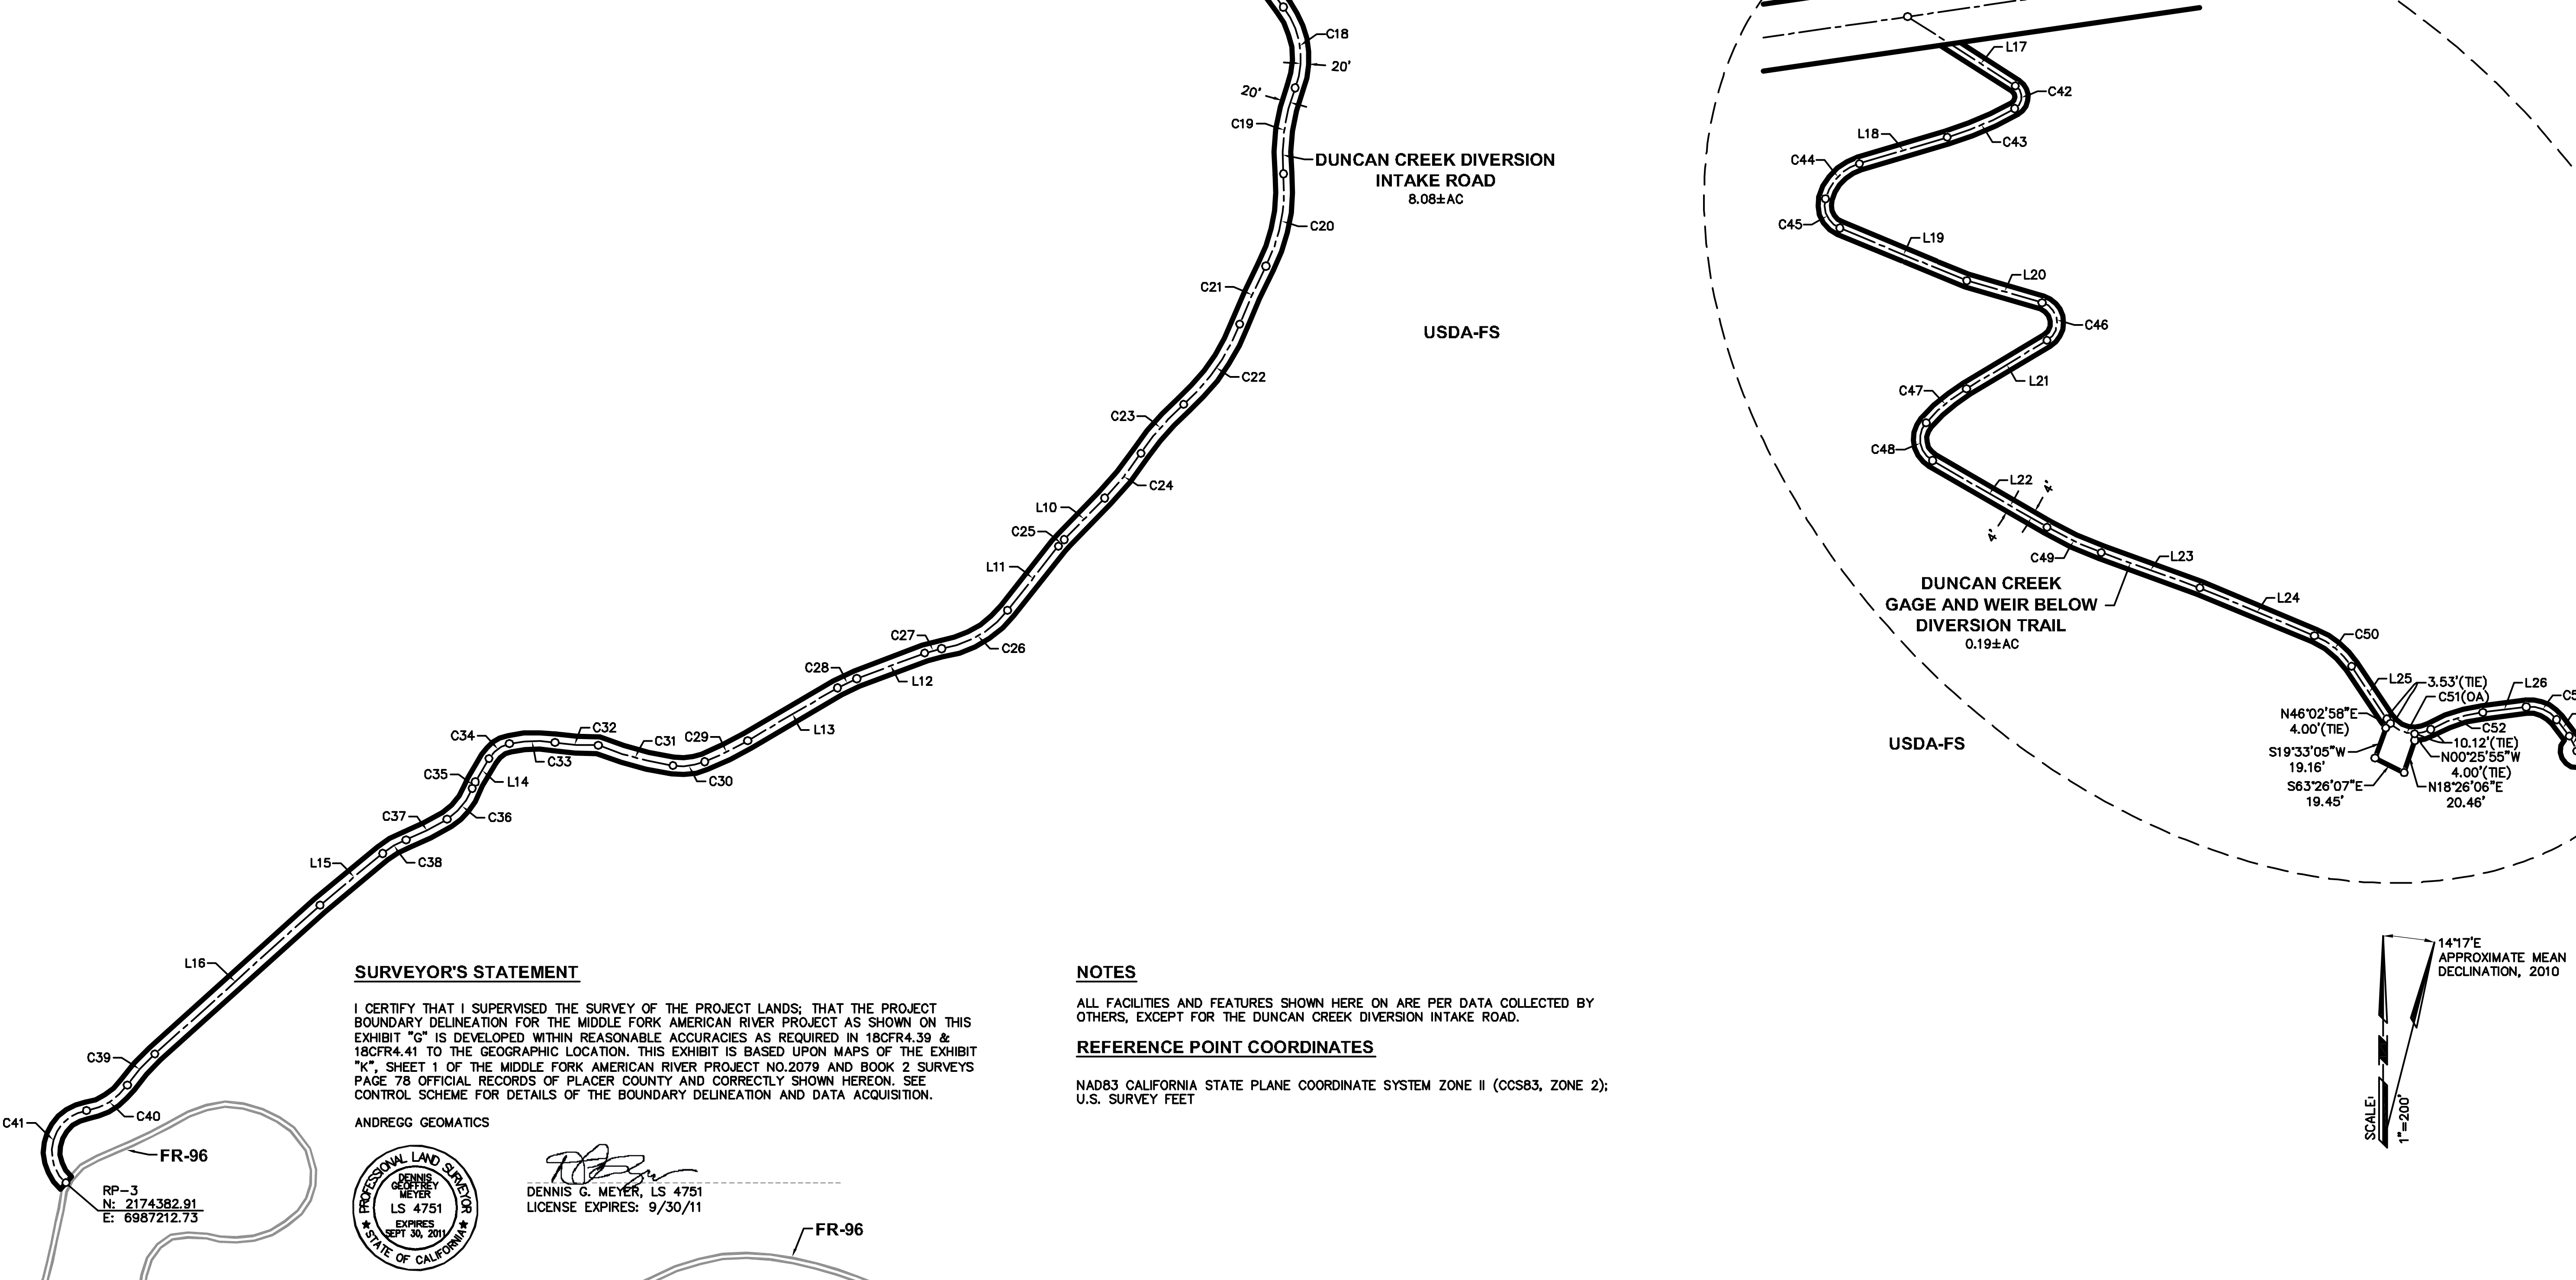 C18
20'
20'
C19
DUNCAN CREEK DIVERSION
INTAKE ROAD
8.08±AC
C20
C21
USDA-FS
C22
C23
C24
L10
C25
L11
C26
C27
C28
L12
L13
C29
C30
C31
C32
C33
C34
L14
C35
C36
C37
C38
L15
L16
C39
C40
C41
FR-96
RP-3
N: 2174382.91
E: 6987212.73
SURVEYOR'S STATEMENT
I CERTIFY THAT I SUPERVISED THE SURVEY OF THE PROJECT LANDS; THAT THE PROJECT
BOUNDARY DELINEATION FOR THE MIDDLE FORK AMERICAN RIVER PROJECT AS SHOWN ON THIS
EXHIBIT "G" IS DEVELOPED WITHIN REASONABLE ACCURACIES AS REQUIRED IN 18CFR4.39 &
18CFR4.41 TO THE GEOGRAPHIC LOCATION. THIS EXHIBIT IS BASED UPON MAPS OF THE EXHIBIT
"K", SHEET 1 OF THE MIDDLE FORK AMERICAN RIVER PROJECT NO.2079 AND BOOK 2 SURVEYS
PAGE 78 OFFICIAL RECORDS OF PLACER COUNTY AND CORRECTLY SHOWN HEREON. SEE
CONTROL SCHEME FOR DETAILS OF THE BOUNDARY DELINEATION AND DATA ACQUISITION.
ANDREGG GEOMATICS
PROFESSIONAL LAND SURVEYOR
DENNIS
GEOFFREY
MEYER
LS 4751
EXPIRES
SEPT 30, 2011
STATE OF CALIFORNIA
DENNIS G. MEYER, LS 4751
LICENSE EXPIRES: 9/30/11
FR-96
NOTES
ALL FACILITIES AND FEATURES SHOWN HERE ON ARE PER DATA COLLECTED BY
OTHERS, EXCEPT FOR THE DUNCAN CREEK DIVERSION INTAKE ROAD.
REFERENCE POINT COORDINATES
NAD83 CALIFORNIA STATE PLANE COORDINATE SYSTEM ZONE II (CCS83, ZONE 2);
U.S. SURVEY FEET
L17
C42
C43
L18
C44
C45
L19
L20
C46
L21
C47
C48
L22
4'
4'
C49
L23
DUNCAN CREEK
GAGE AND WEIR BELOW
DIVERSION TRAIL
0.19±AC
L24
C50
L25
3.53'(TIE)
C51(OA)
L26
N46°02'58"E
4.00'(TIE)
C52
S19°33'05"W
19.16'
10.12'(TIE)
N00°25'55"W
4.00'(TIE)
S63°26'07"E
19.45'
N18°26'06"E
20.46'
USDA-FS
14°17'E
APPROXIMATE MEAN
DECLINATION, 2010
SCALE:
1"=200'